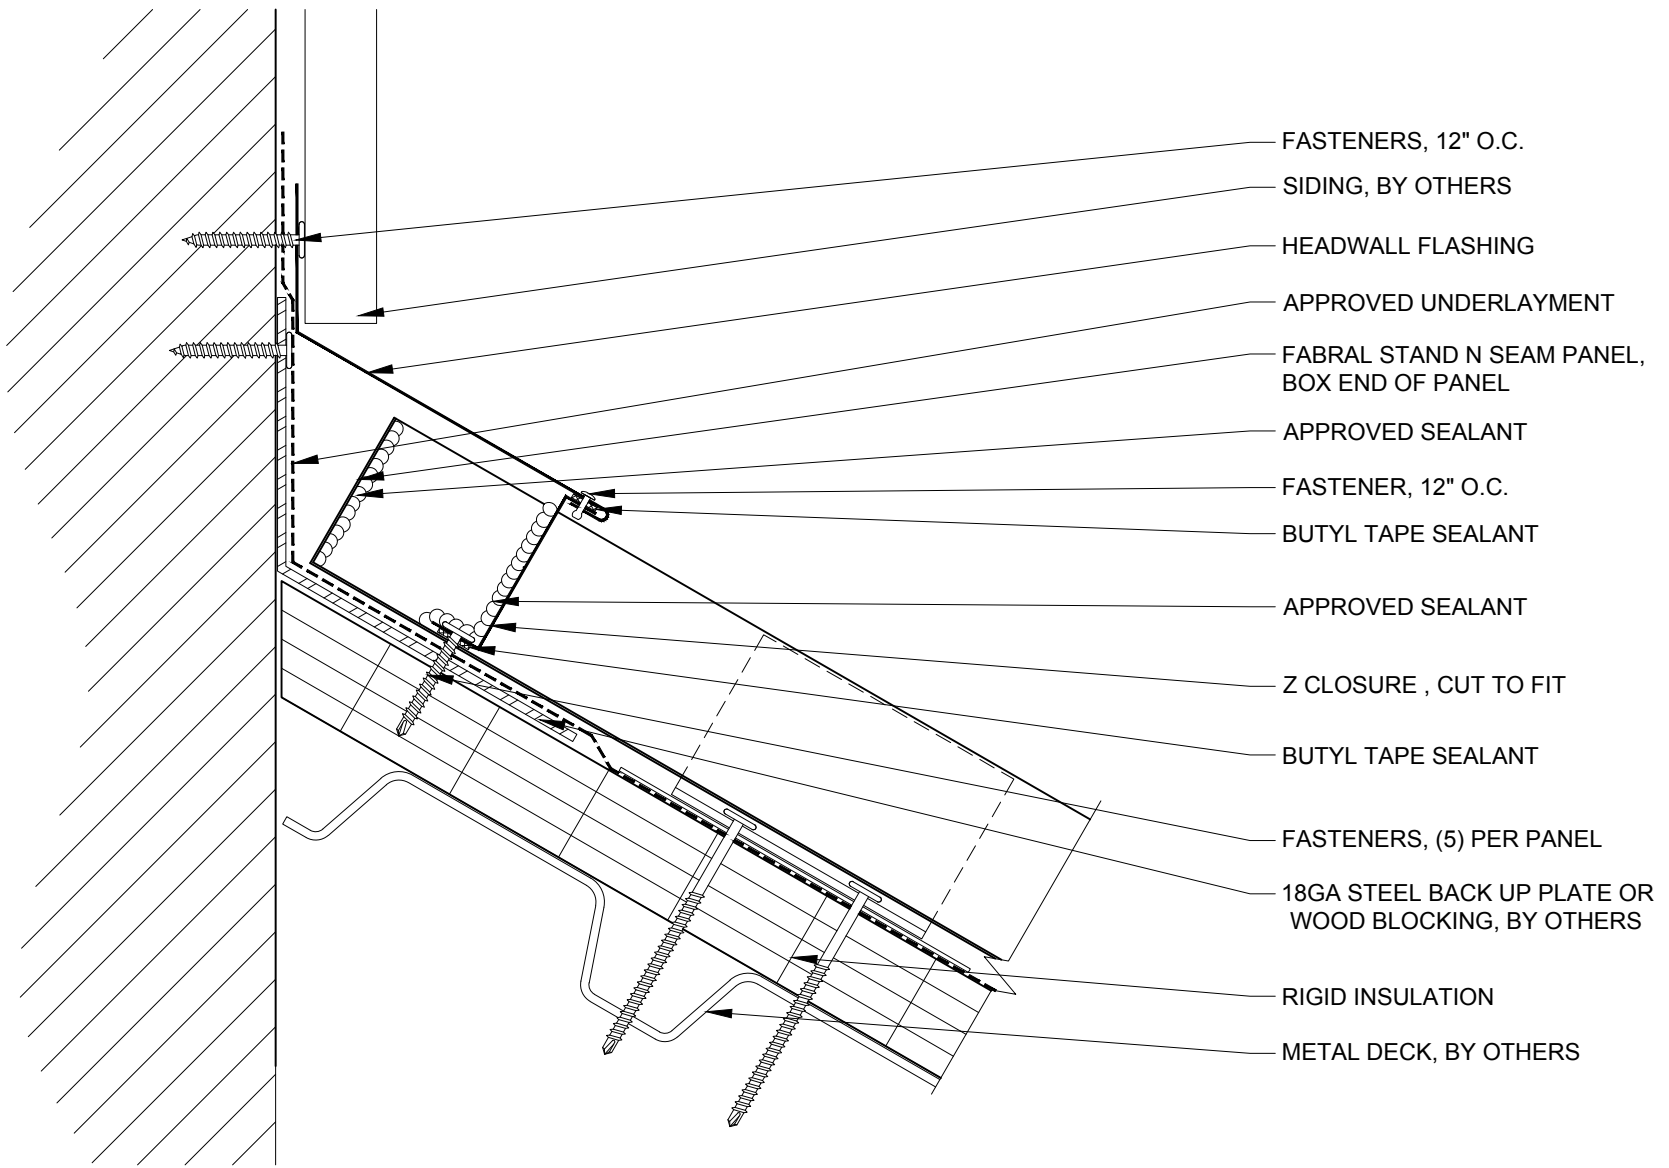 FASTENERS, 12" O.C.
SIDING, BY OTHERS
HEADWALL FLASHING
APPROVED UNDERLAYMENT
FABRAL STAND N SEAM PANEL,
BOX END OF PANEL
APPROVED SEALANT
FASTENER, 12" O.C.
BUTYL TAPE SEALANT
APPROVED SEALANT
Z CLOSURE , CUT TO FIT
BUTYL TAPE SEALANT
FASTENERS, (5) PER PANEL
18GA STEEL BACK UP PLATE OR
WOOD BLOCKING, BY OTHERS
RIGID INSULATION
METAL DECK, BY OTHERS